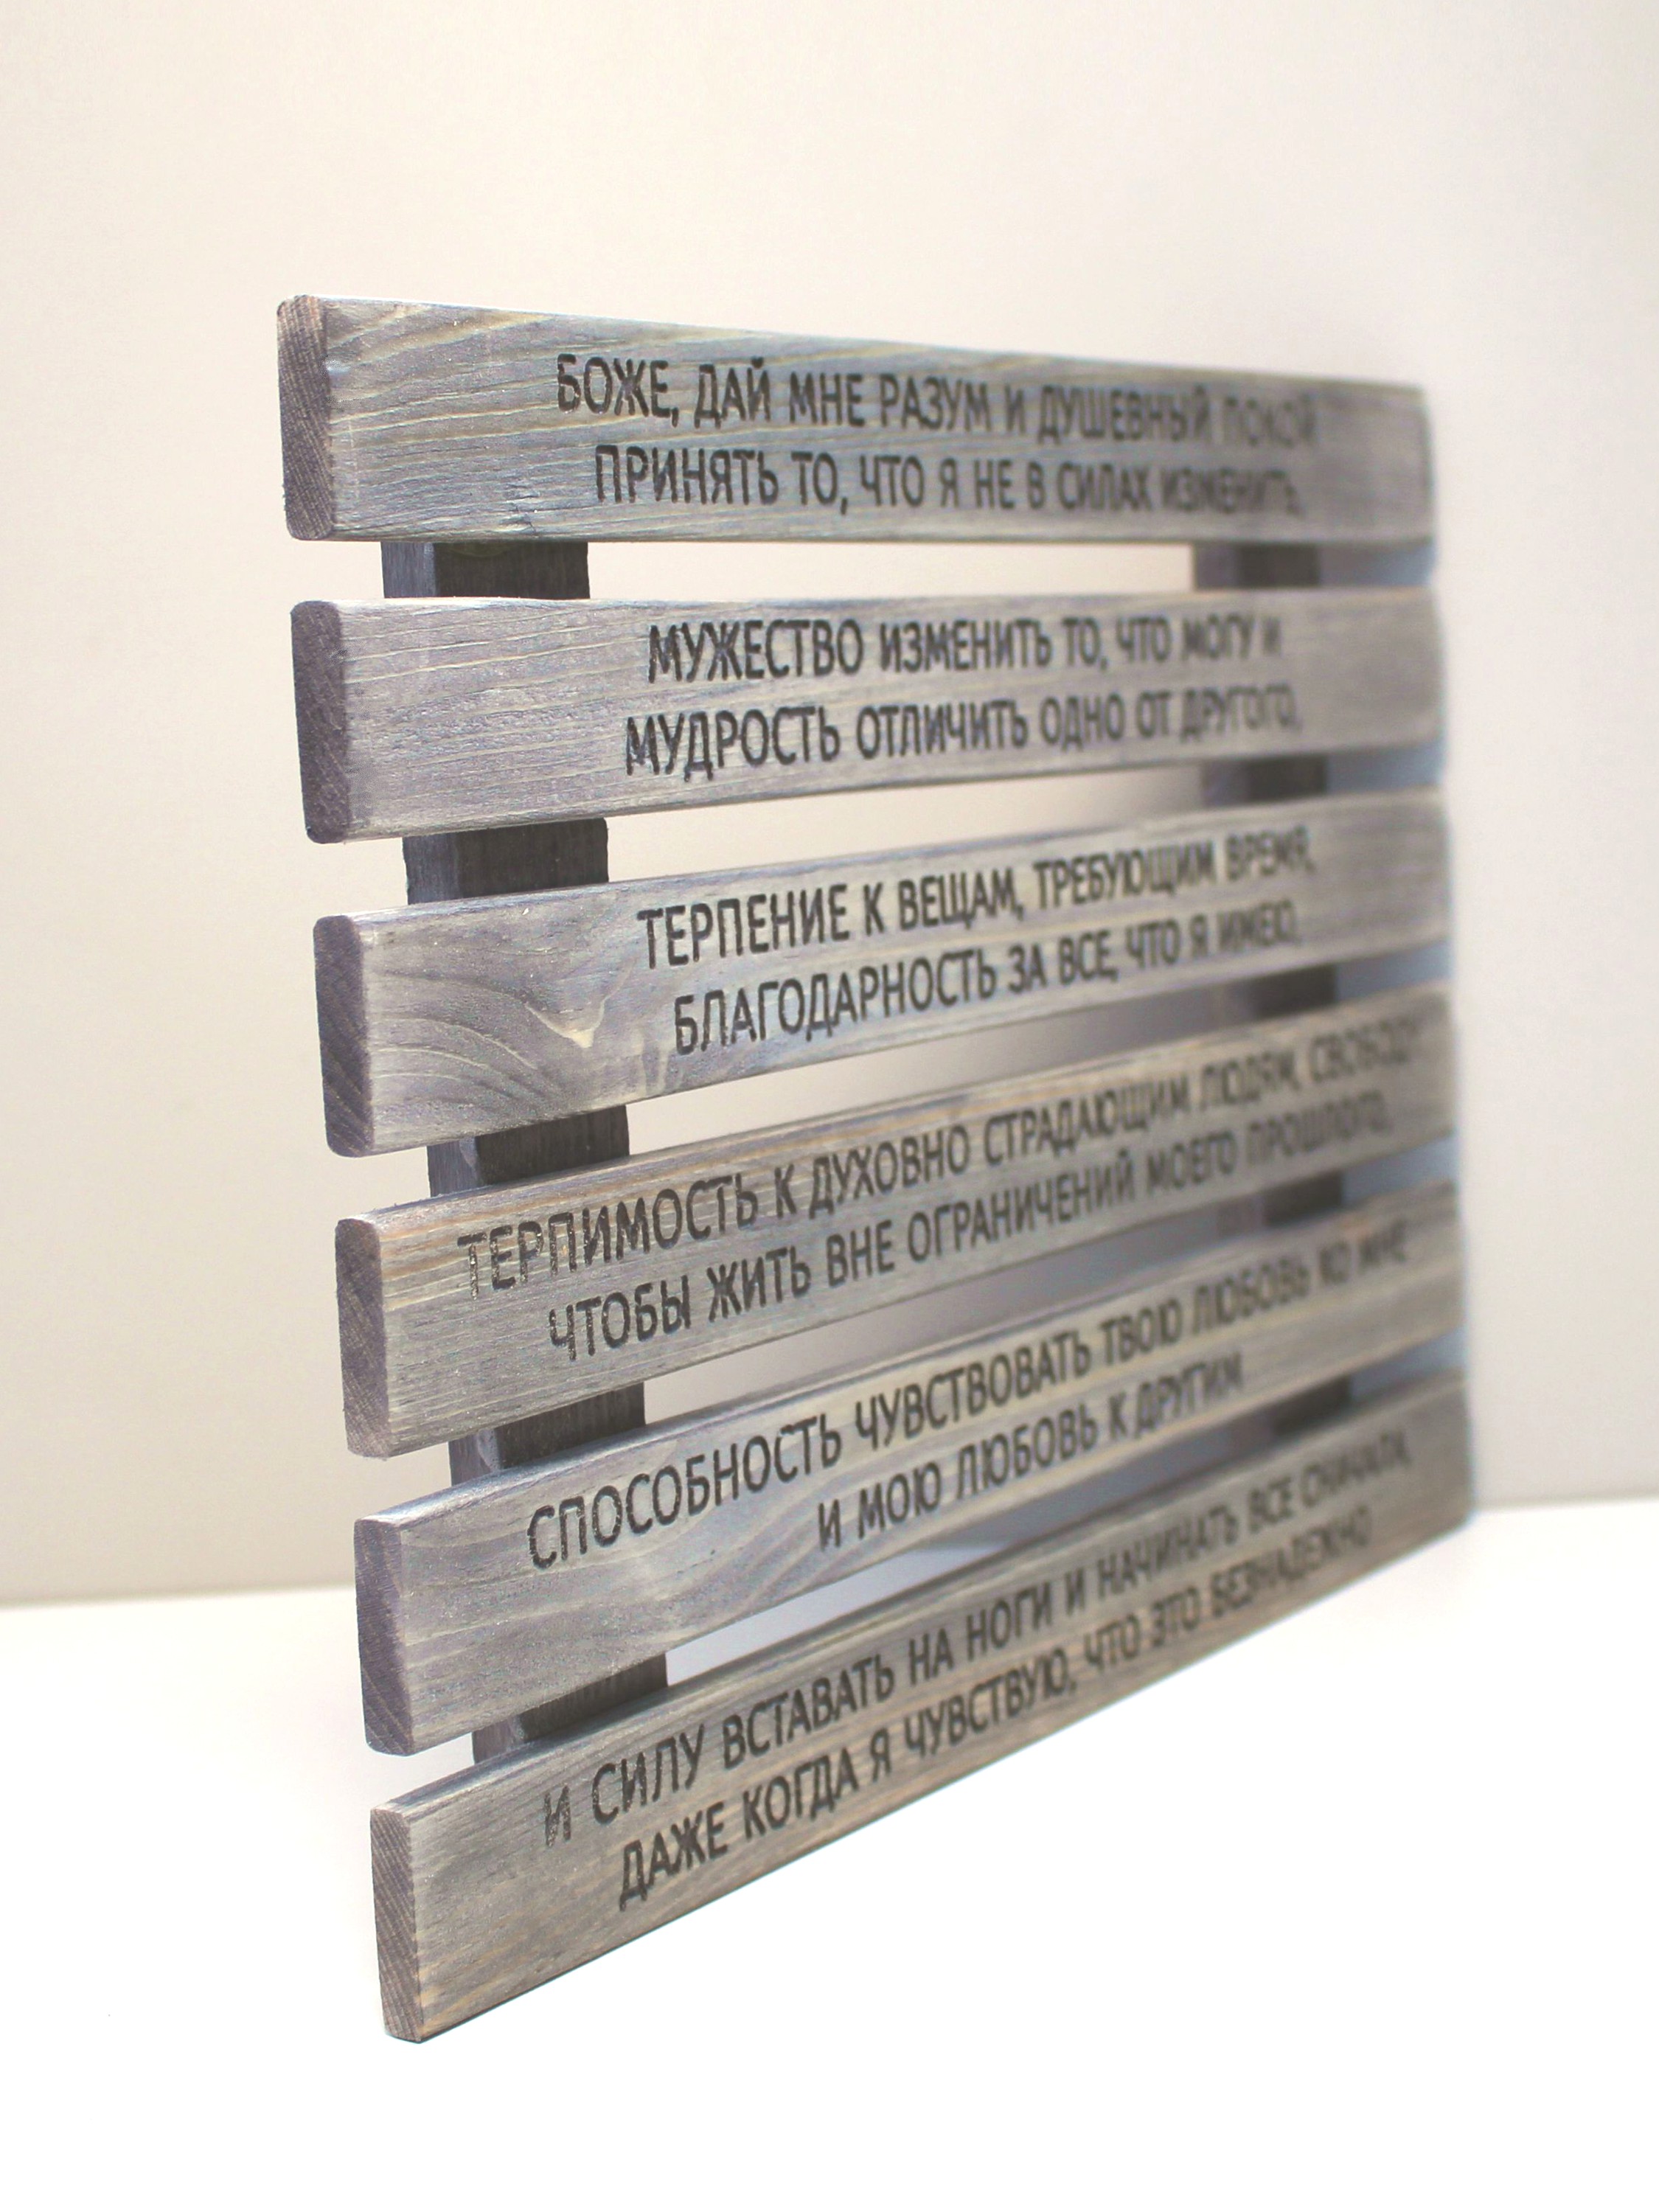 БОЖЕ, ДАЙ МНЕ РАЗУМ И ДУШЕВНЫЙ ПОКОЙ
ПРИНЯТЬ ТО, ЧТО Я НЕ В СИЛАХ ИЗМЕНИТЬ,
МУЖЕСТВО ИЗМЕНИТЬ ТО, ЧТО МОГУ И
МУДРОСТЬ ОТЛИЧИТЬ ОДНО ОТ ДРУГОГО,
ТЕРПЕНИЕ К ВЕЩАМ, ТРЕБУЮЩИМ ВРЕМЯ,
БЛАГОДАРНОСТЬ ЗА ВСЕ, ЧТО Я ИМЕЮ,
ТЕРПИМОСТЬ К ДУХОВНО СТРАДАЮЩИМ ЛЮДЯМ, СВОБОДУ
ЧТОБЫ ЖИТЬ ВНЕ ОГРАНИЧЕНИЙ МОЕГО ПРОШЛОГО,
СПОСОБНОСТЬ ЧУВСТВОВАТЬ ТВОЮ ЛЮБОВЬ КО МНЕ
И МОЮ ЛЮБОВЬ К ДРУГИМ
И СИЛУ ВСТАВАТЬ НА НОГИ И НАЧИНАТЬ ВСЕ СНАЧАЛА,
ДАЖЕ КОГДА Я ЧУВСТВУЮ, ЧТО ЭТО БЕЗНАДЕЖНО